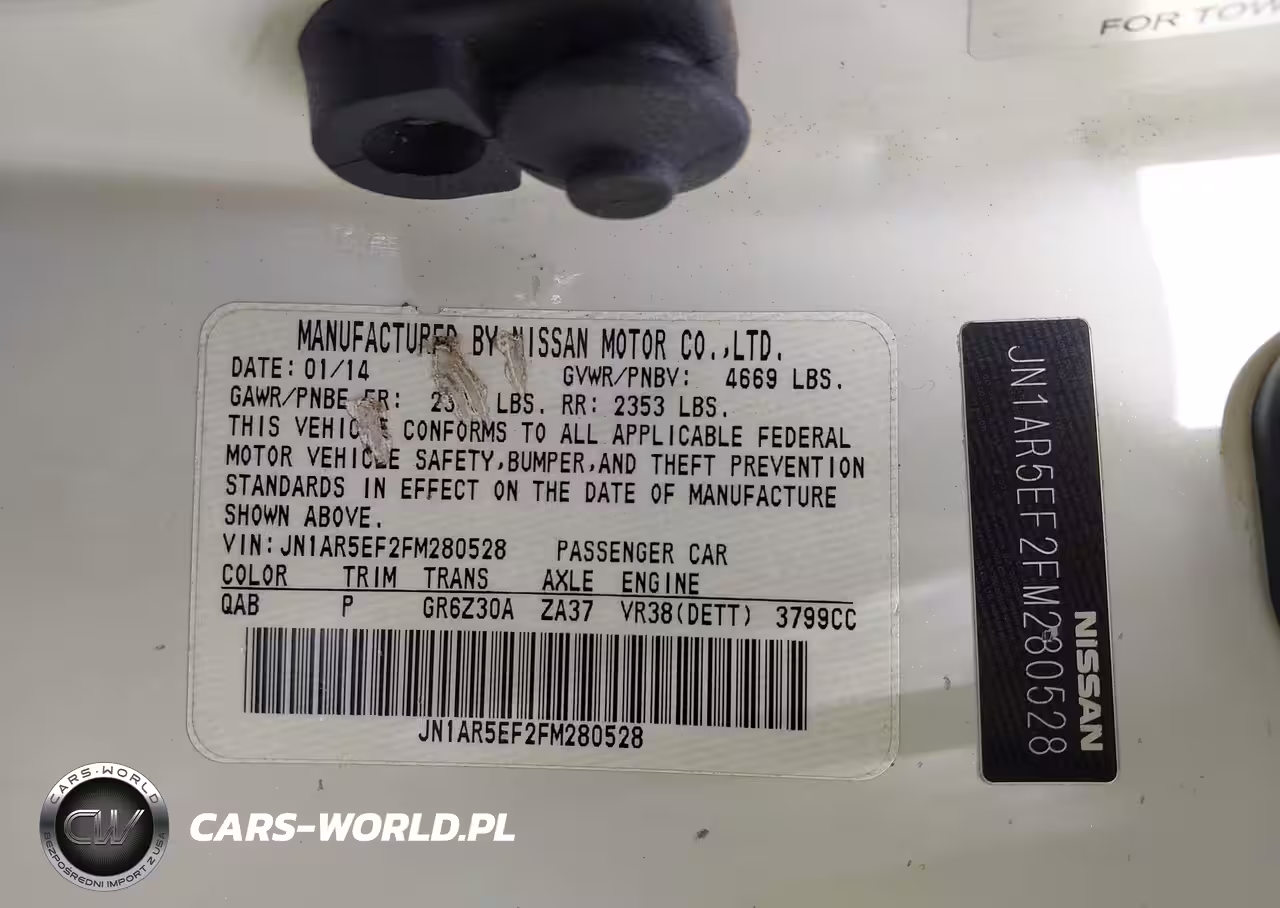 FOR TOW
MANUFACTURED BY NISSAN MOTOR CO.,LTD.
DATE: 01/14 GVWR/PNBV: 4669 LBS.
GAWR/PNBE FR: LBS. RR: 2353 LBS.
THIS VEHICLE CONFORMS TO ALL APPLICABLE FEDERAL
MOTOR VEHICLE SAFETY,BUMPER,AND THEFT PREVENTION
STANDARDS IN EFFECT ON THE DATE OF MANUFACTURE
SHOWN ABOVE.
VIN: JN1AR5EF2FM280528 PASSENGER CAR
COLOR TRIM TRANS AXLE ENGINE
QAB P GR6Z30A ZA37 VR38(DETT) 3799CC
JN1AR5EF2FM280528
JN1AR5EF2FM280528
NISSAN
CARS-WORLD
CW
BEZPOŚREDNI IMPORT Z USA
CARS-WORLD.PL